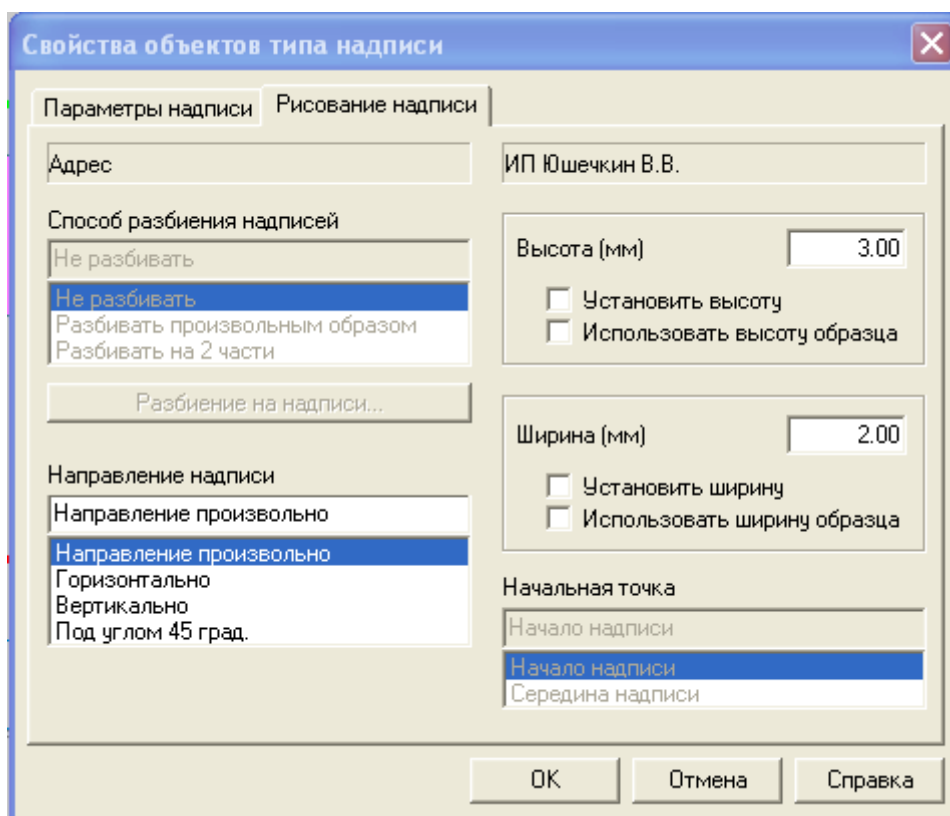 Свойства объектов типа надписи
Параметры надписи
Рисование надписи
Адрес
Способ разбиения надписей
Не разбивать
Не разбивать
Разбивать произвольным образом
Разбивать на 2 части
Разбиение на надписи...
Направление надписи
Направление произвольно
Направление произвольно
Горизонтально
Вертикально
Под углом 45 град.
ИП Юшечкин В.В.
Высота (мм) 3.00
Установить высоту
Использовать высоту образца
Ширина (мм) 2.00
Установить ширину
Использовать ширину образца
Начальная точка
Начало надписи
Начало надписи
Середина надписи
OK Отмена Справка